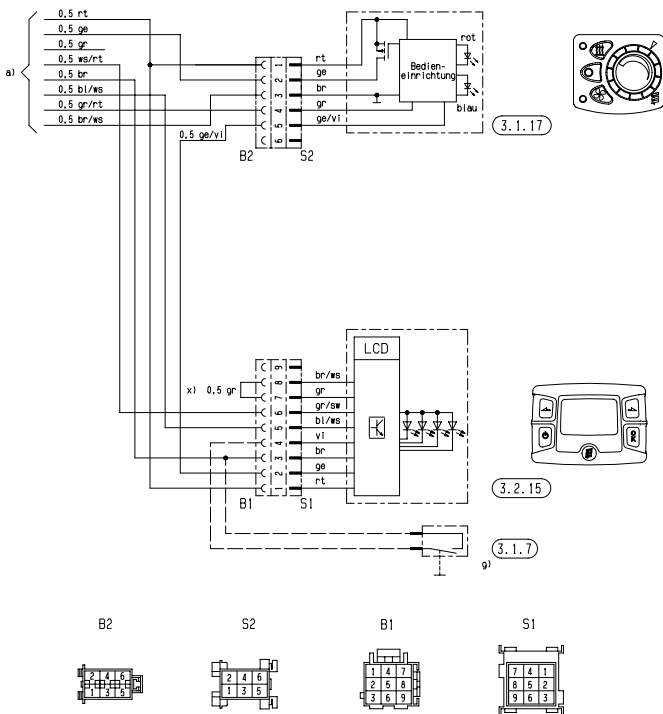 0.5 rt
0.5 ge
0.5 gr
0.5 ws/rt
a) 0.5 br
0.5 bl/ws
0.5 gr/rt
0.5 br/ws
0.5 ge/vi
1
2
3
4
5
6
B2 S2
rt
ge
br
gr
ge/vi
Bedien-
einrichtung
rot
blau
3.1.17
x) 0,5 gr
9
8
7
6
5
4
3
2
1
B1 S1
br/ws
gr
gr/sw
bl/ws
vi
br
ge
rt
LCD
3.2.15
g) 3.1.7
B2 S2 B1 S1
2 4 6
1 3 5
2 4 6
1 3 5
1 4 7
2 5 8
3 6 9
7 4 1
8 5 2
9 6 3